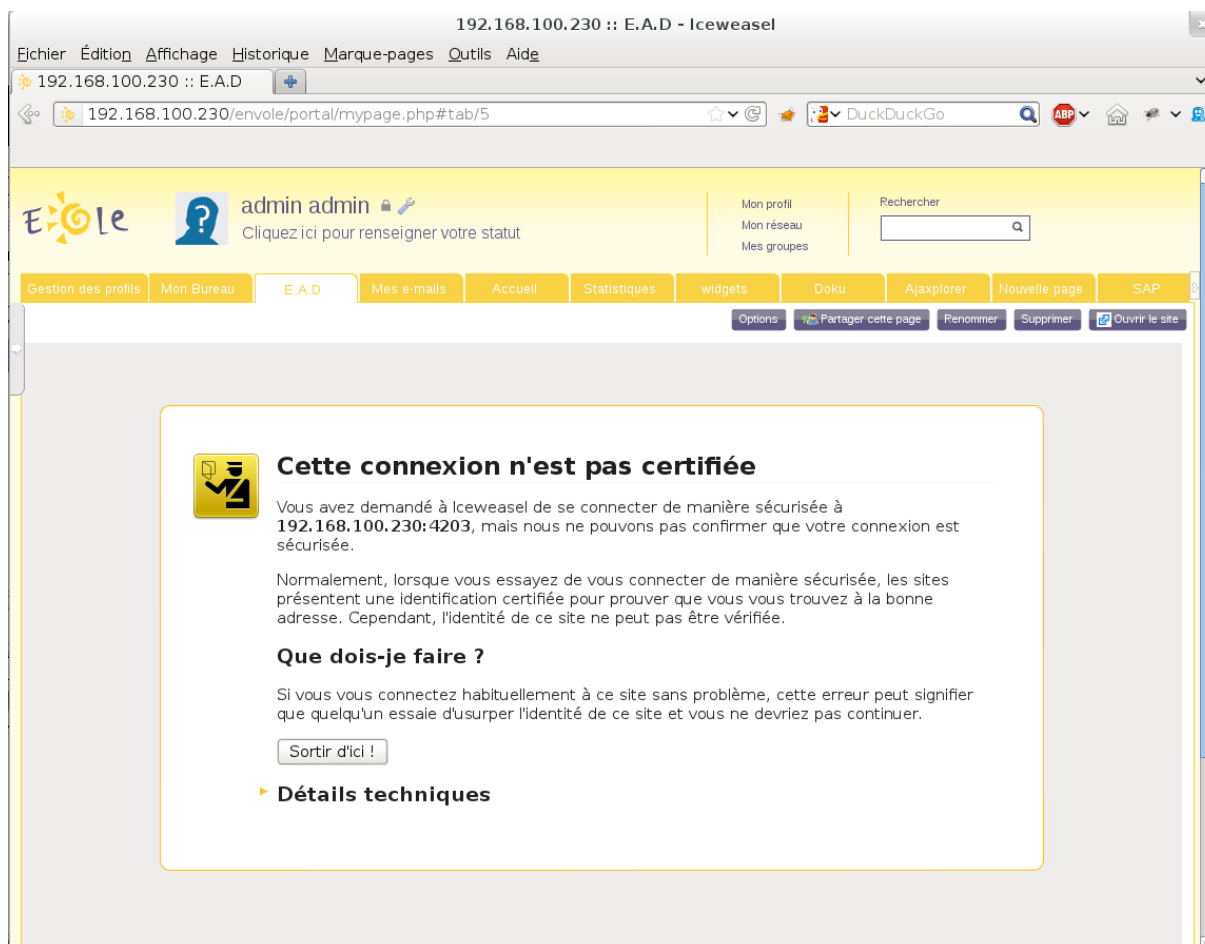 192.168.100.230 :: E.A.D - Iceweasel
Fichier Édition Affichage Historique Marque-pages Outils Aide
192.168.100.230 :: E.A.D
192.168.100.230/envole/portal/mypage.php#tab/5
DuckDuckGo
ABP
Eole
admin admin
Cliquez ici pour renseigner votre statut
Mon profil
Mon réseau
Mes groupes
Rechercher
Gestion des profils Mon Bureau E.A.D Mes e-mails Accueil Statistiques widgets Doku Ajaxplorer Nouvelle page SAP
Options Partager cette page Renommer Supprimer Ouvrir le site
Cette connexion n'est pas certifiée
Vous avez demandé à Iceweasel de se connecter de manière sécurisée à
192.168.100.230:4203, mais nous ne pouvons pas confirmer que votre connexion est
sécurisée.
Normalement, lorsque vous essayez de vous connecter de manière sécurisée, les sites
présentent une identification certifiée pour prouver que vous vous trouvez à la bonne
adresse. Cependant, l'identité de ce site ne peut pas être vérifiée.
Que dois-je faire ?
Si vous vous connectez habituellement à ce site sans problème, cette erreur peut signifier
que quelqu'un essaie d'usurper l'identité de ce site et vous ne devriez pas continuer.
Sortir d'ici !
Détails techniques